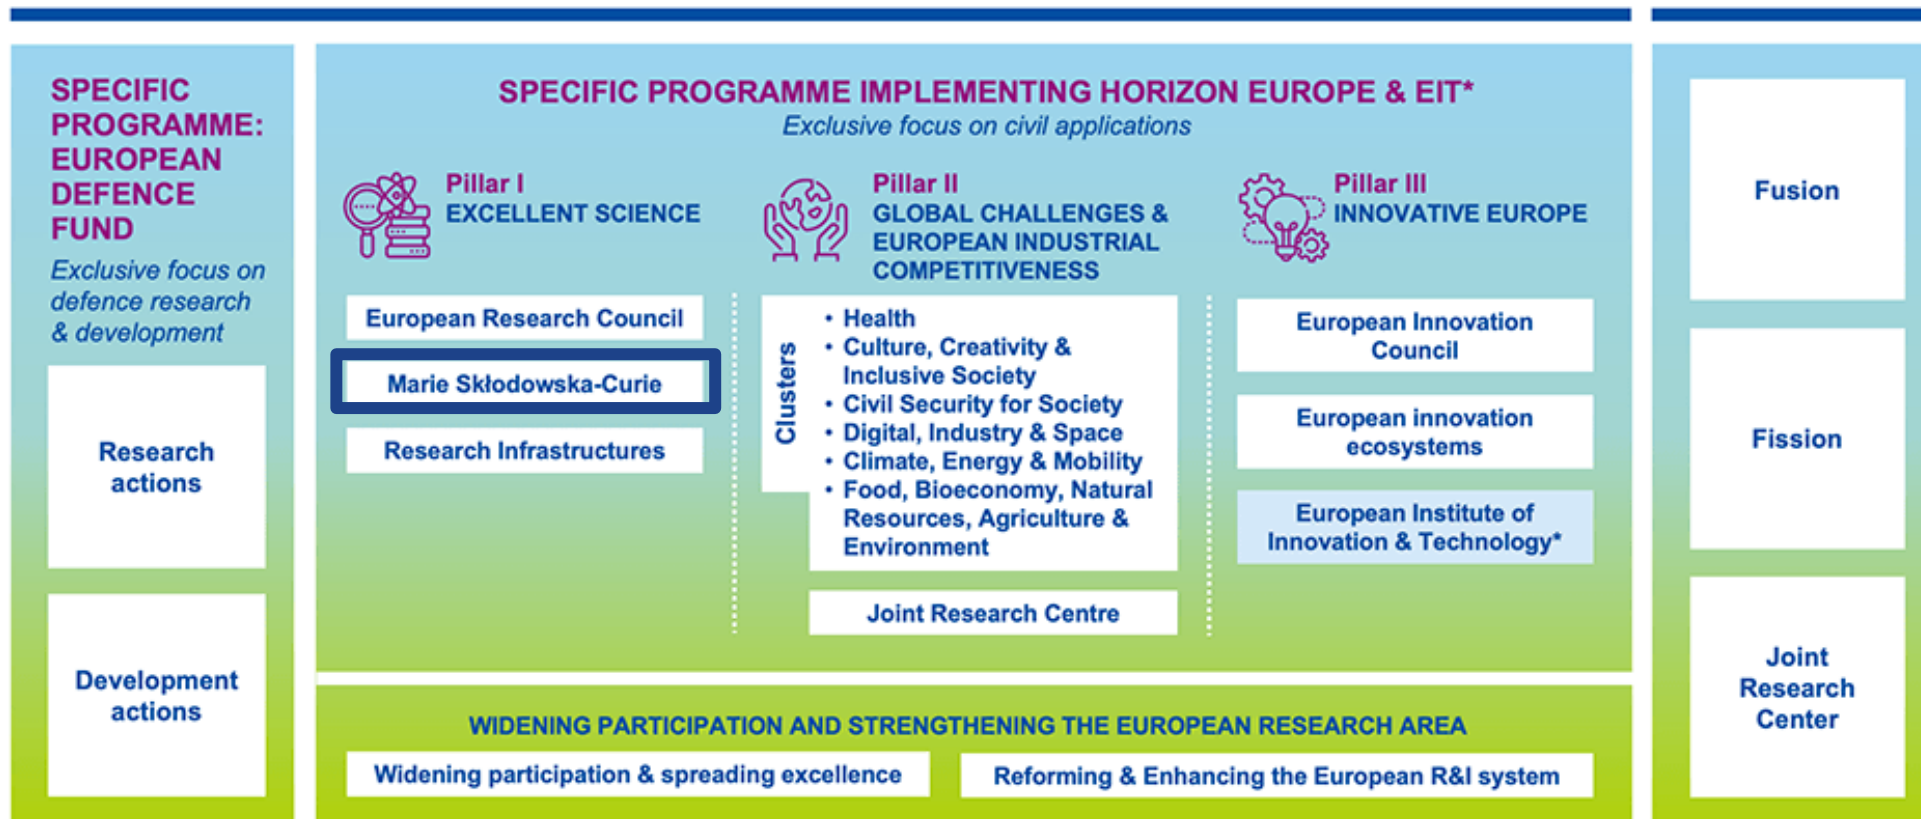 SPECIFIC
PROGRAMME:
EUROPEAN
DEFENCE
FUND
Exclusive focus on
defence research
& development
Research
actions
Development
actions
SPECIFIC PROGRAMME IMPLEMENTING HORIZON EUROPE & EIT*
Exclusive focus on civil applications
Pillar I
EXCELLENT SCIENCE
European Research Council
Marie Skłodowska-Curie
Research Infrastructures
Pillar II
GLOBAL CHALLENGES &
EUROPEAN INDUSTRIAL
COMPETITIVENESS
Clusters
• Health
• Culture, Creativity &
Inclusive Society
• Civil Security for Society
• Digital, Industry & Space
• Climate, Energy & Mobility
• Food, Bioeconomy, Natural
Resources, Agriculture &
Environment
Joint Research Centre
Pillar III
INNOVATIVE EUROPE
European Innovation
Council
European innovation
ecosystems
European Institute of
Innovation & Technology*
WIDENING PARTICIPATION AND STRENGTHENING THE EUROPEAN RESEARCH AREA
Widening participation & spreading excellence
Reforming & Enhancing the European R&I system
Fusion
Fission
Joint
Research
Center